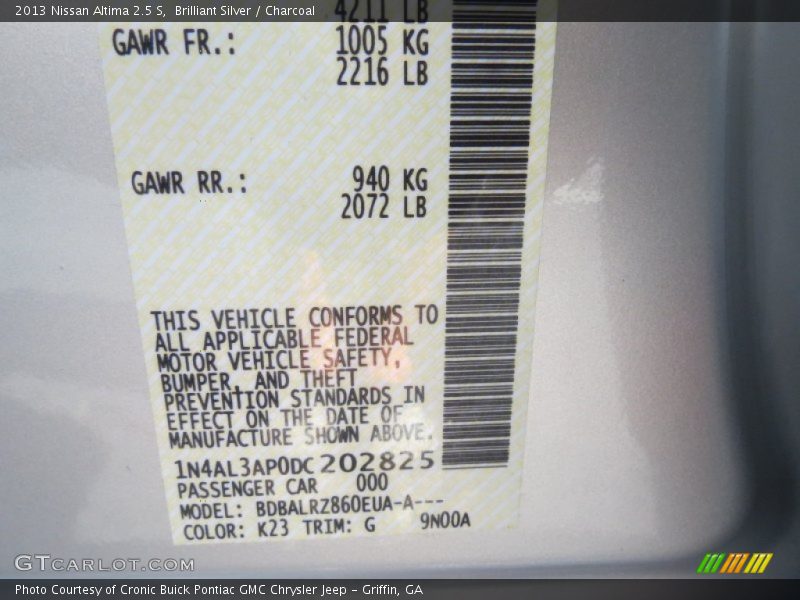 2013 Nissan Altima 2.5 S, Brilliant Silver / Charcoal
4211 LB
GAWR FR.: 1005 KG
2216 LB
GAWR RR.: 940 KG
2072 LB
THIS VEHICLE CONFORMS TO
ALL APPLICABLE FEDERAL
MOTOR VEHICLE SAFETY,
BUMPER, AND THEFT
PREVENTION STANDARDS IN
EFFECT ON THE DATE OF
MANUFACTURE SHOWN ABOVE.
1N4AL3AP0DC202825
PASSENGER CAR 000
MODEL: BDBALRZ860EUA-A---
COLOR: K23 TRIM: G 9N00A
GTCARLOT.COM
Photo Courtesy of Cronic Buick Pontiac GMC Chrysler Jeep - Griffin, GA